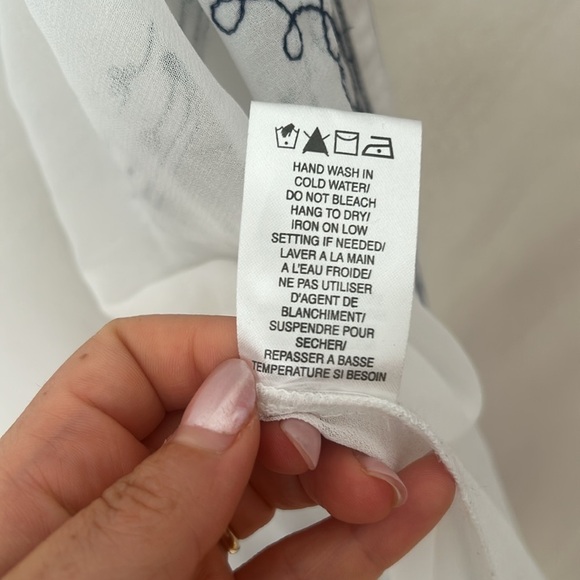 HAND WASH IN
COLD WATER/
DO NOT BLEACH
HANG TO DRY/
IRON ON LOW
SETTING IF NEEDED/
LAVER A LA MAIN
A L'EAU FROIDE/
NE PAS UTILISER
D'AGENT DE
BLANCHIMENT/
SUSPENDRE POUR
SECHER/
REPASSER A BASSE
TEMPERATURE SI BESOIN